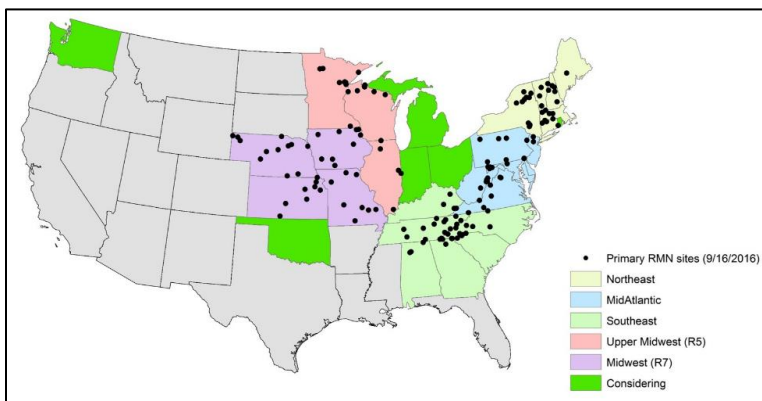 Primary RMN sites (9/16/2016)
Northeast
MidAtlantic
Southeast
Upper Midwest (R5)
Midwest (R7)
Considering